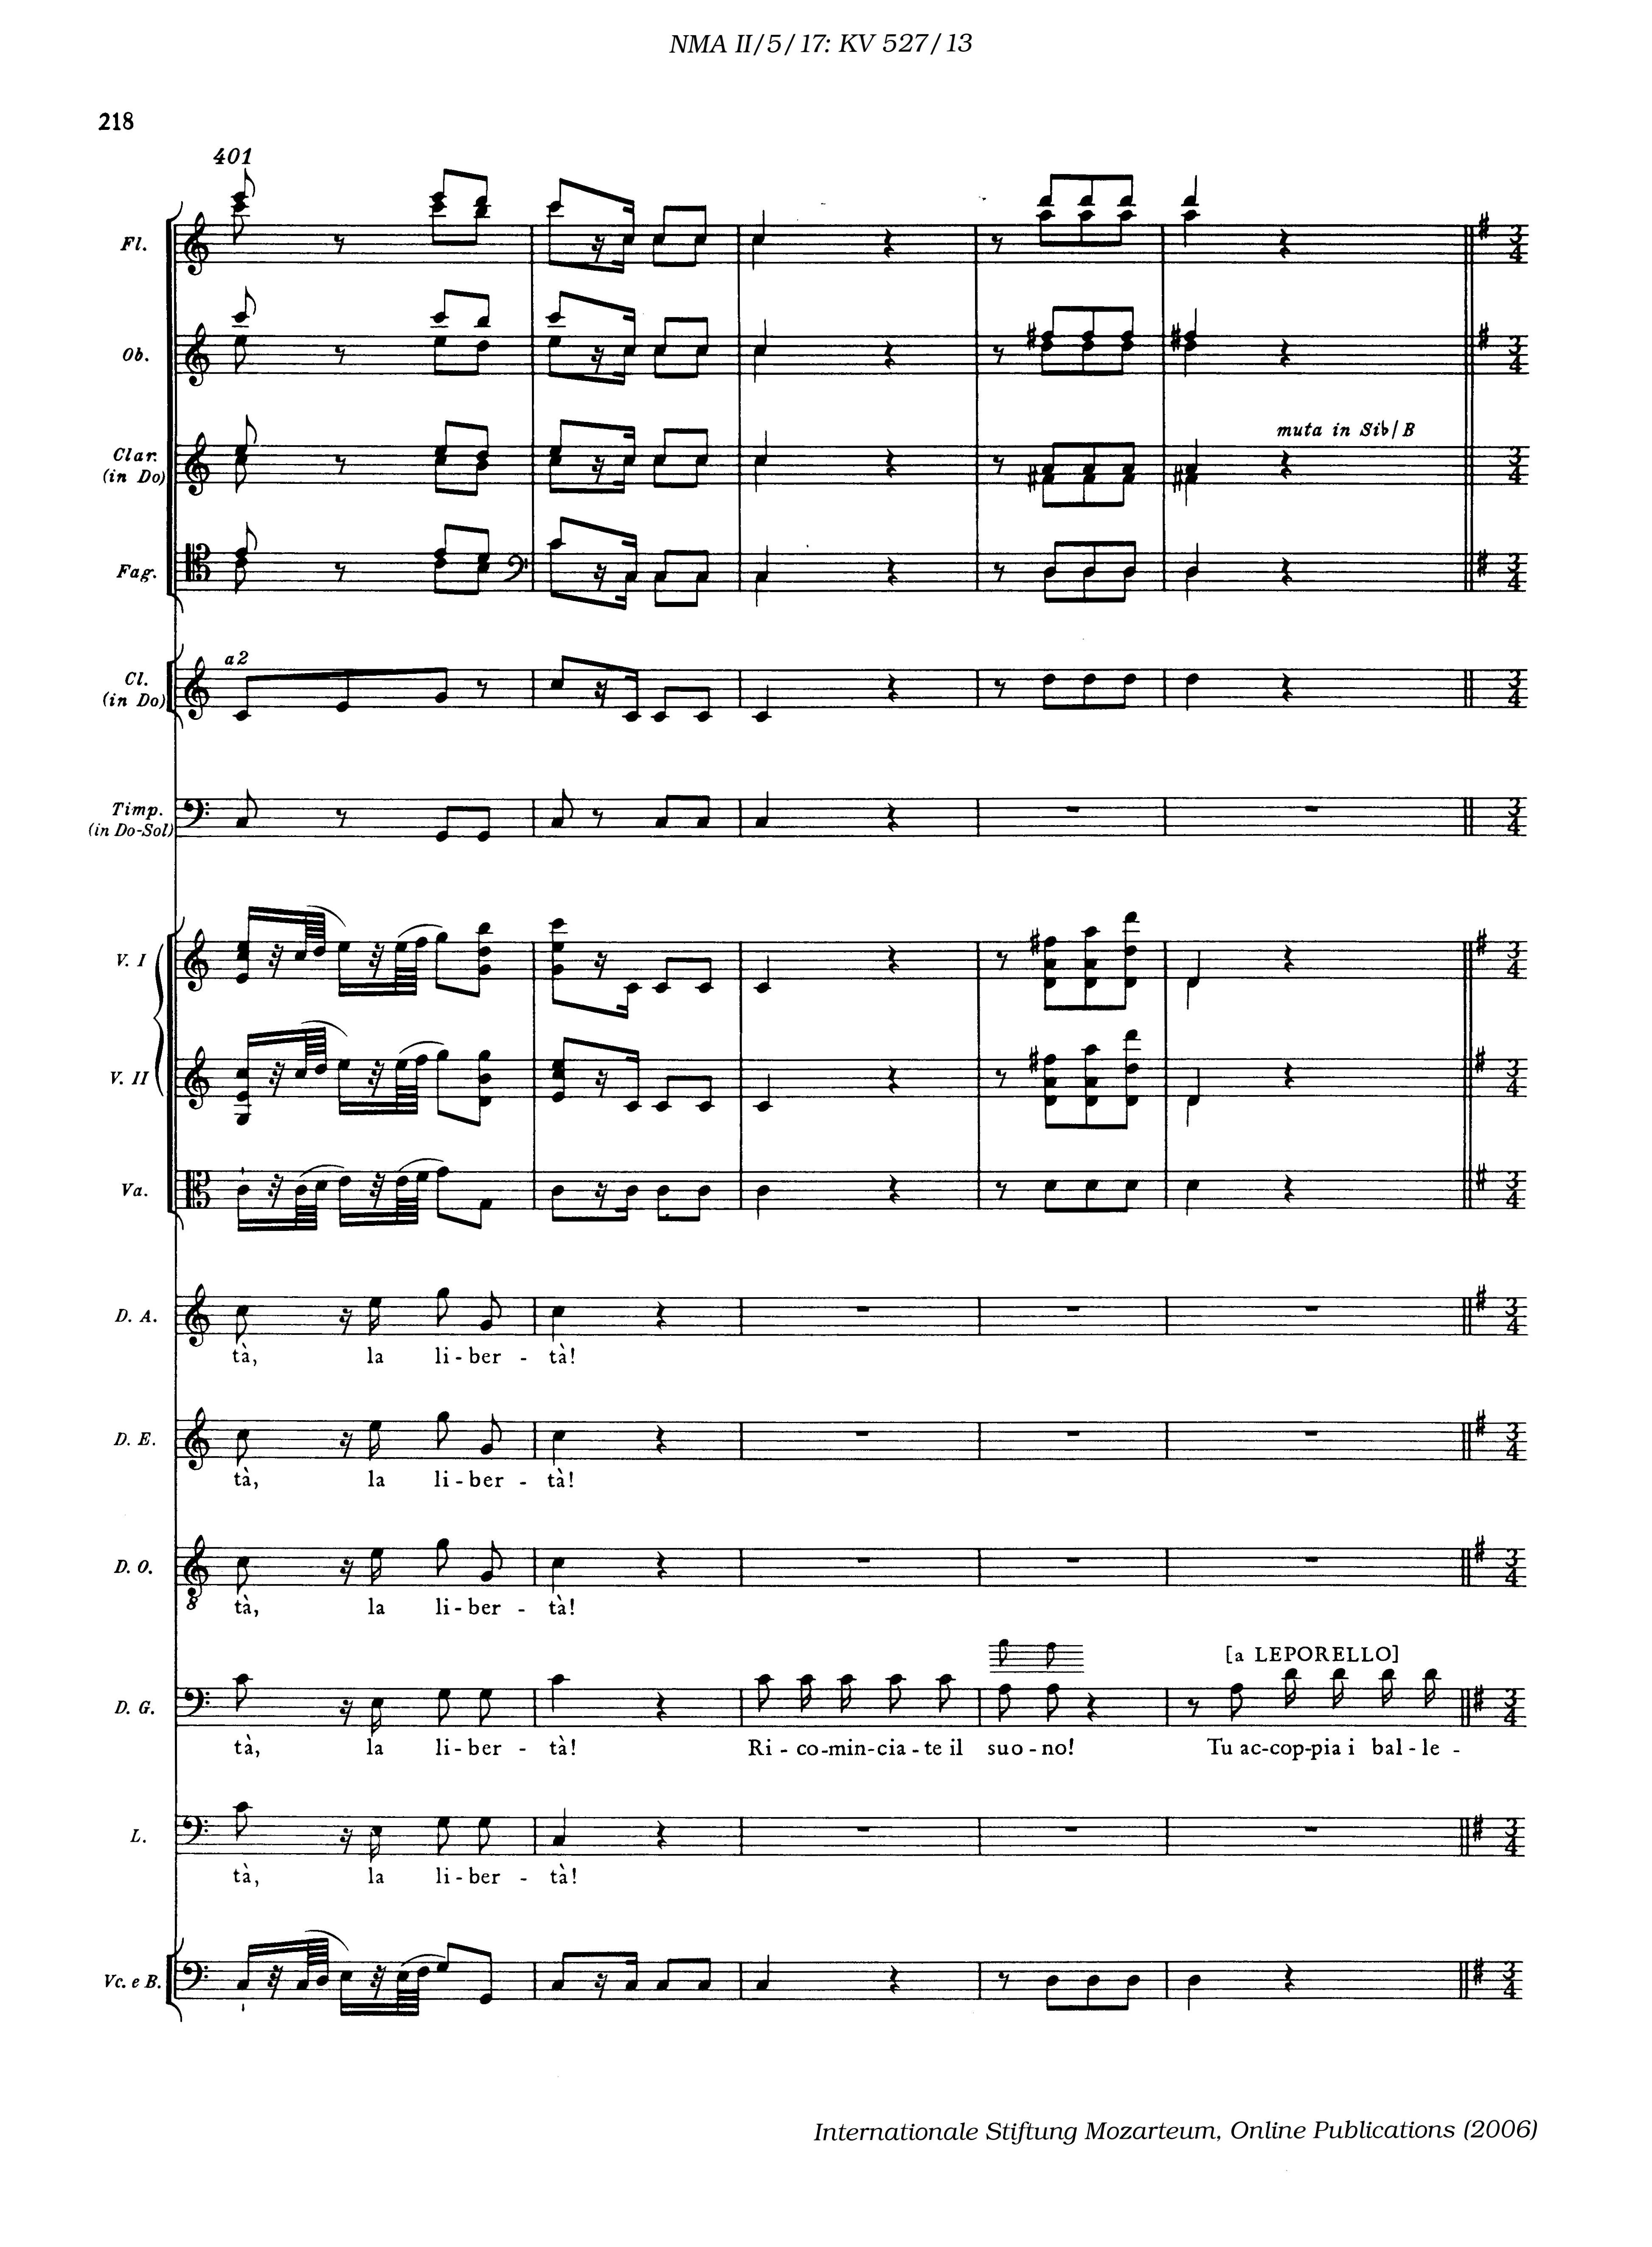 NMA II/5/17: KV 527/13
218
401
Fl.
Ob.
Clar.
(in Do)
muta in Si♭/B
Fag.
a2
Cl.
(in Do)
Timp.
(in Do-Sol)
V. I
V. II
Va.
D. A.
tà, la li - ber - tà!
D. E.
tà, la li - ber - tà!
D. O.
tà, la li - ber - tà!
[a LEPORELLO]
D. G.
tà, la li - ber - tà! Ri - co-min-cia - te il suo - no! Tu ac-cop-pia i bal - le -
L.
tà, la li - ber - tà!
Vc. e B.
Internationale Stiftung Mozarteum, Online Publications (2006)